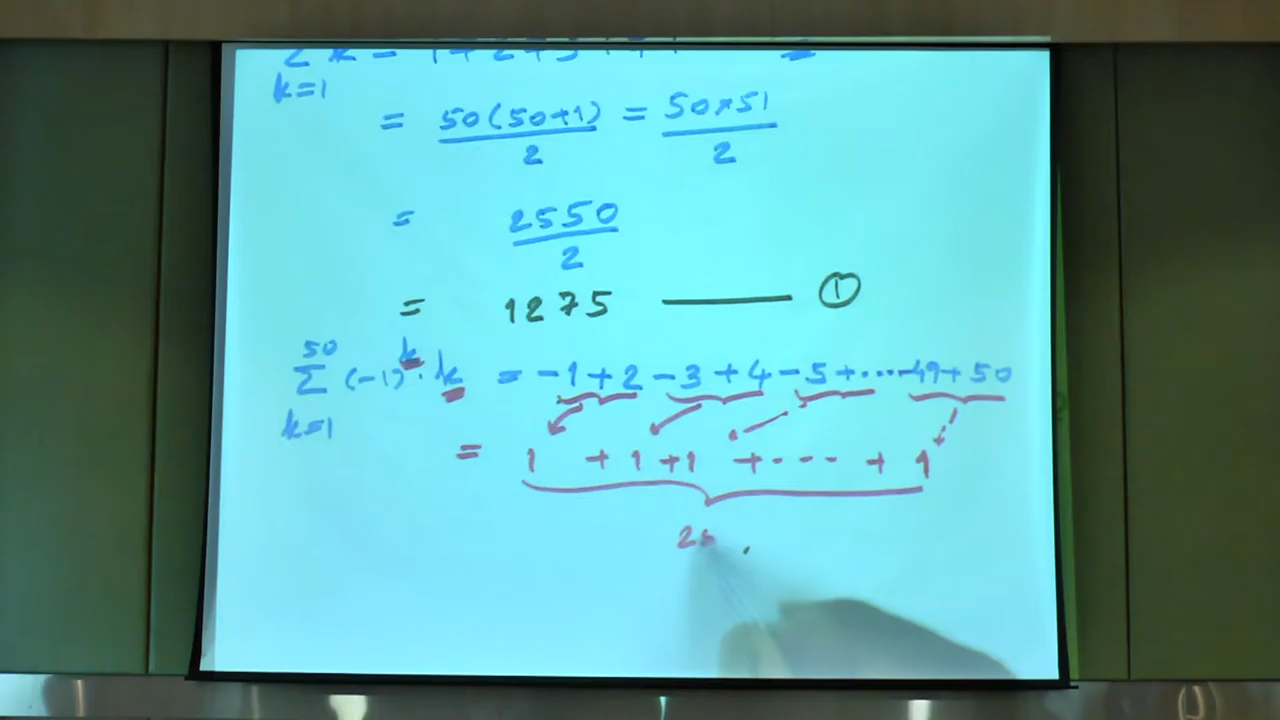 k=1
= 50(50+1)/2 = 50×51/2
= 2550/2
= 1275 ——— ①
50 Σ k=1 (-1)^k · k = -1+2-3+4-5+....-49+50
= 1 +1+1 +---- + 1